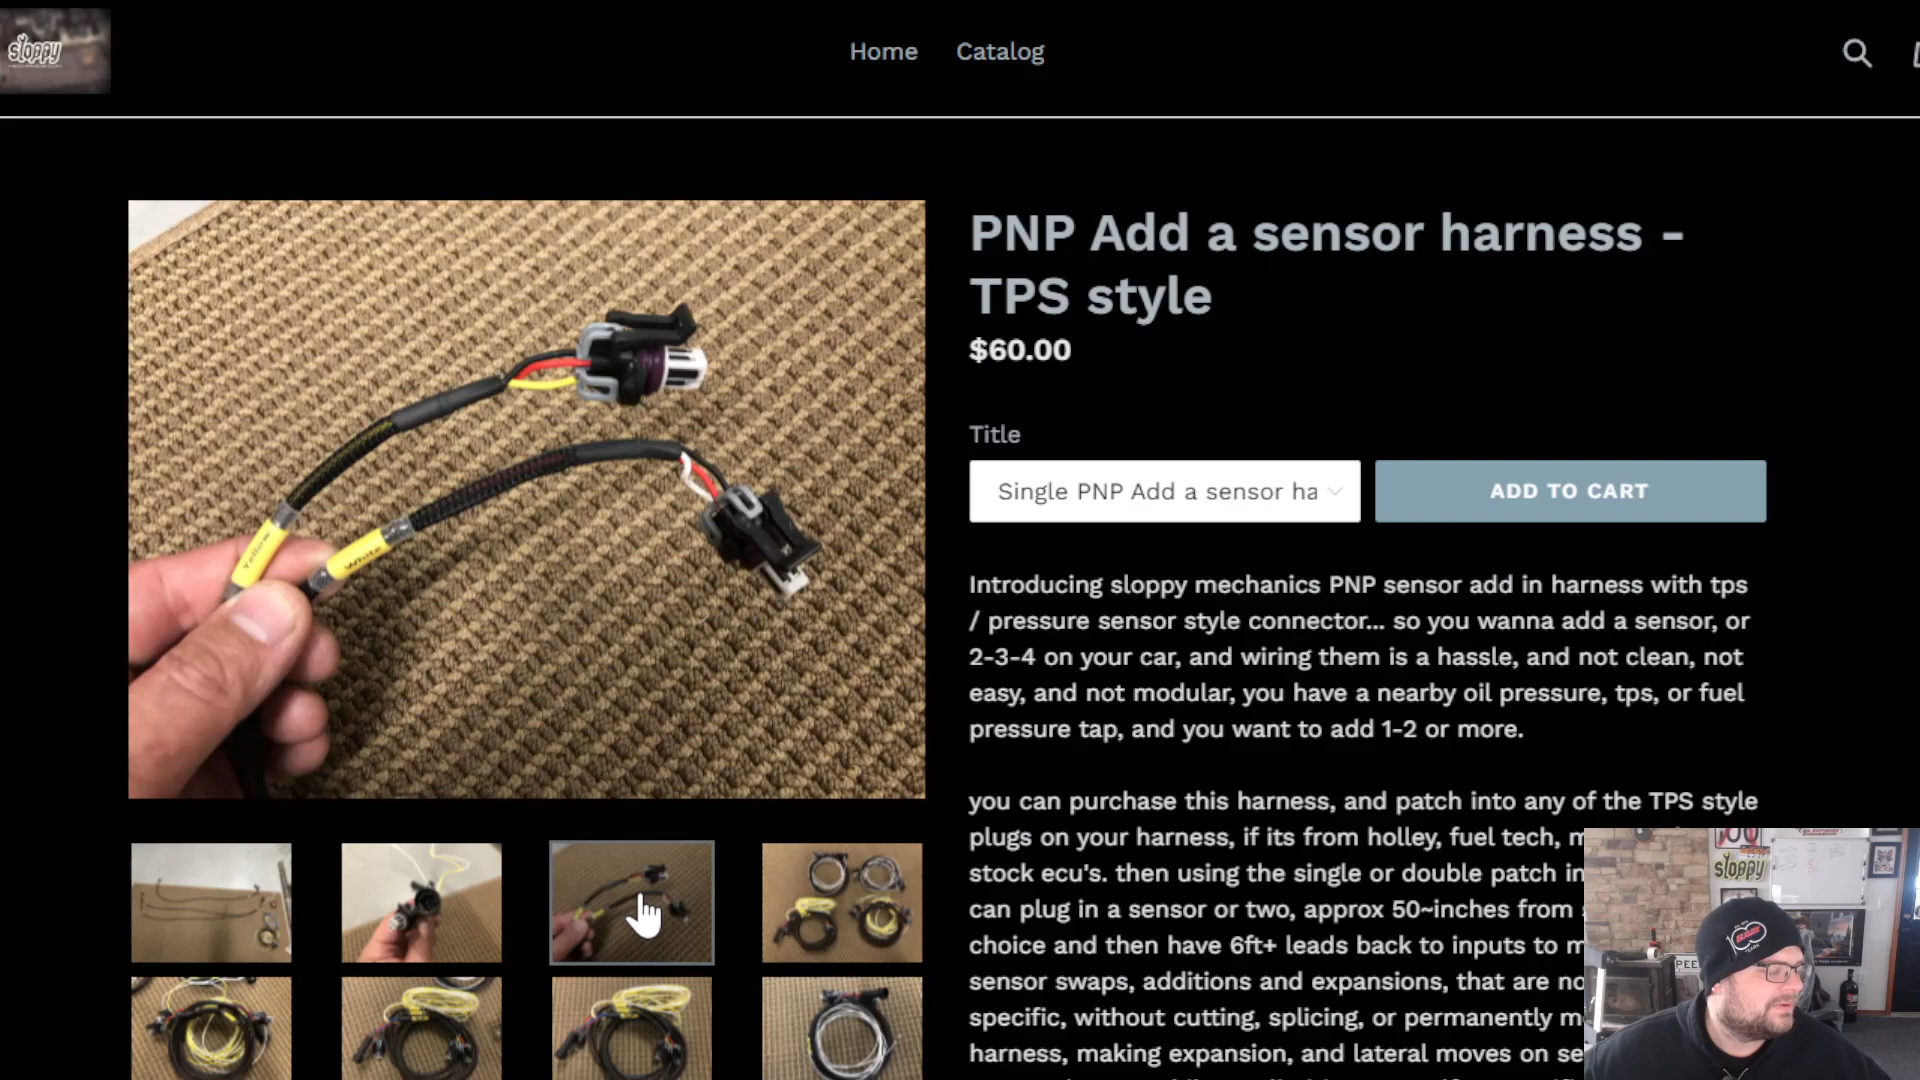 sloppy
Home
Catalog
PNP Add a sensor harness -
TPS style
$60.00
Title
Single PNP Add a sensor ha
ADD TO CART
Introducing sloppy mechanics PNP sensor add in harness with tps
/ pressure sensor style connector... so you wanna add a sensor, or
2-3-4 on your car, and wiring them is a hassle, and not clean, not
easy, and not modular, you have a nearby oil pressure, tps, or fuel
pressure tap, and you want to add 1-2 or more.
you can purchase this harness, and patch into any of the TPS style
plugs on your harness, if its from holley, fuel tech, m
stock ecu's. then using the single or double patch in
can plug in a sensor or two, approx 50~inches from
choice and then have 6ft+ leads back to inputs to m
sensor swaps, additions and expansions, that are no
specific, without cutting, splicing, or permanently m
harness, making expansion, and lateral moves on se
Yellow
White
sloppy